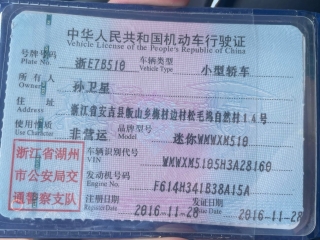 中华人民共和国机动车行驶证
Vehicle License of the People's Republic of China
号牌号码 浙E7B510 车辆类型 小型轿车
Plate No. Vehicle Type
所有人 孙卫星
Owner
住址 浙江省安吉县皈山乡梅村边村松毛坞自然村14号
Address
使用性质 非营运 品牌型号 迷你WMWXM510
Use Character Model
浙江省湖州
市公安局交
通警察支队
车辆识别代号 WMWXM5105H3A28160
VIN
发动机号码 F614H341B38A15A
Engine No.
注册日期 2016-11-28 发证日期 2016-11-28
Register Date Issue Date